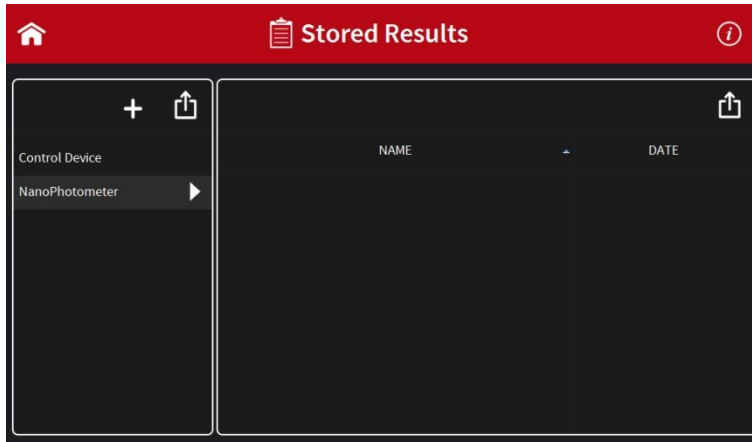 Stored Results
Control Device
NanoPhotometer
NAME DATE